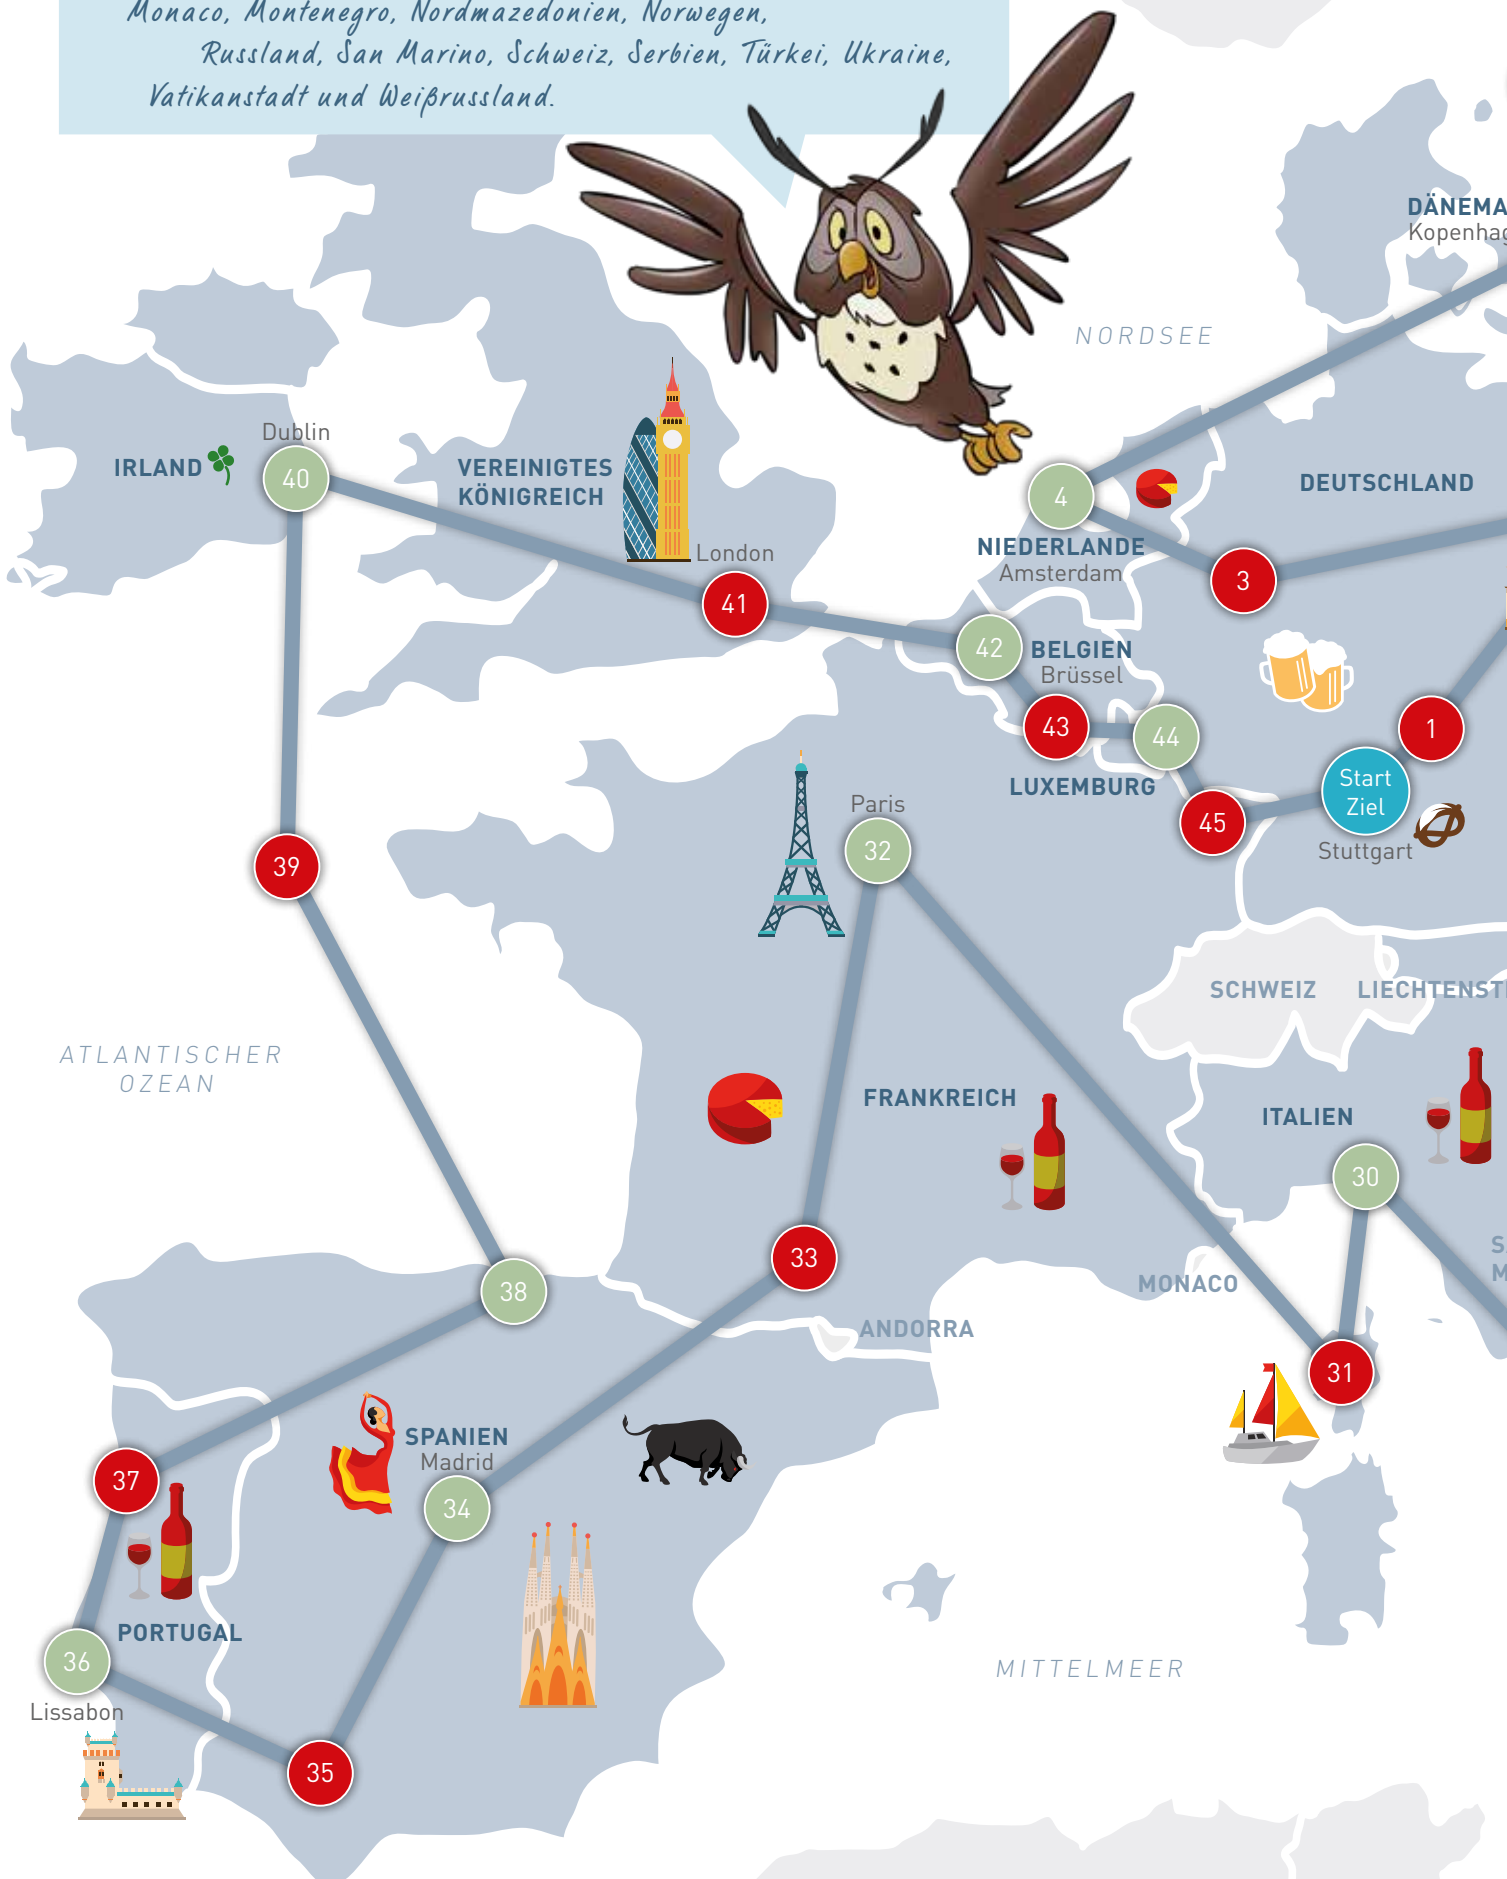 Monaco, Montenegro, Nordmazedonien, Norwegen,
Russland, San Marino, Schweiz, Serbien, Türkei, Ukraine,
Vatikanstadt und Weißrussland.
DÄNEMA
Kopenhag
NORDSEE
Dublin
IRLAND
40
VEREINIGTES
KÖNIGREICH
London
41
4
NIEDERLANDE
Amsterdam
DEUTSCHLAND
3
42
BELGIEN
Brüssel
43
44
LUXEMBURG
45
1
Start
Ziel
Stuttgart
Paris
32
39
SCHWEIZ
LIECHTENSTE
ATLANTISCHER
OZEAN
FRANKREICH
ITALIEN
30
33
38
MONACO
S
M
ANDORRA
31
SPANIEN
Madrid
34
37
PORTUGAL
36
Lissabon
35
MITTELMEER